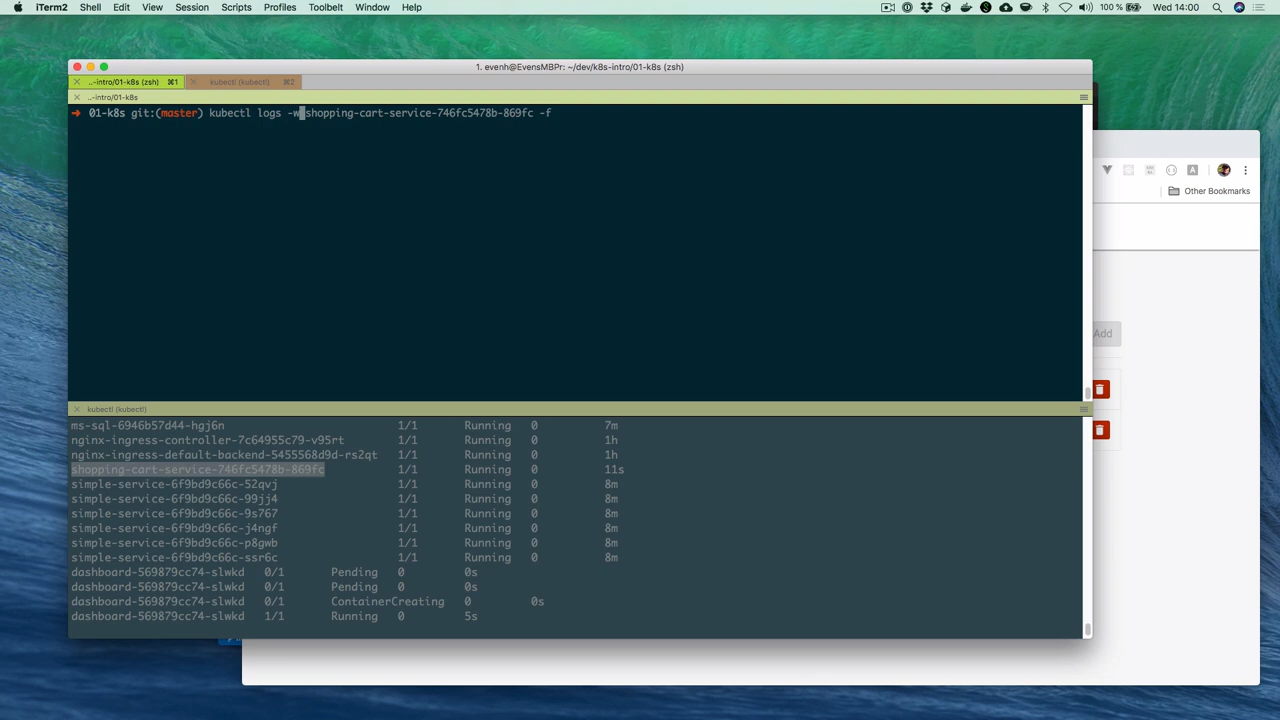 iTerm2 Shell Edit View Session Scripts Profiles Toolbelt Window Help 100 % Wed 14:00
1. evenh@EvensMBPr: ~/dev/k8s-intro/01-k8s (zsh)
..-intro/01-k8s (zsh) ⌘1 kubectl (kubectl) ⌘2
..-intro/01-k8s
➜ 01-k8s git:(master) kubectl logs -w shopping-cart-service-746fc5478b-869fc -f
Other Bookmarks
Add
kubectl (kubectl)
ms-sql-6946b57d44-hgj6n 1/1 Running 0 7m
nginx-ingress-controller-7c64955c79-v95rt 1/1 Running 0 1h
nginx-ingress-default-backend-5455568d9d-rs2qt 1/1 Running 0 1h
shopping-cart-service-746fc5478b-869fc 1/1 Running 0 11s
simple-service-6f9bd9c66c-52qvj 1/1 Running 0 8m
simple-service-6f9bd9c66c-99jj4 1/1 Running 0 8m
simple-service-6f9bd9c66c-9s767 1/1 Running 0 8m
simple-service-6f9bd9c66c-j4ngf 1/1 Running 0 8m
simple-service-6f9bd9c66c-p8gwb 1/1 Running 0 8m
simple-service-6f9bd9c66c-ssr6c 1/1 Running 0 8m
dashboard-569879cc74-slwkd 0/1 Pending 0 0s
dashboard-569879cc74-slwkd 0/1 Pending 0 0s
dashboard-569879cc74-slwkd 0/1 ContainerCreating 0 0s
dashboard-569879cc74-slwkd 1/1 Running 0 5s